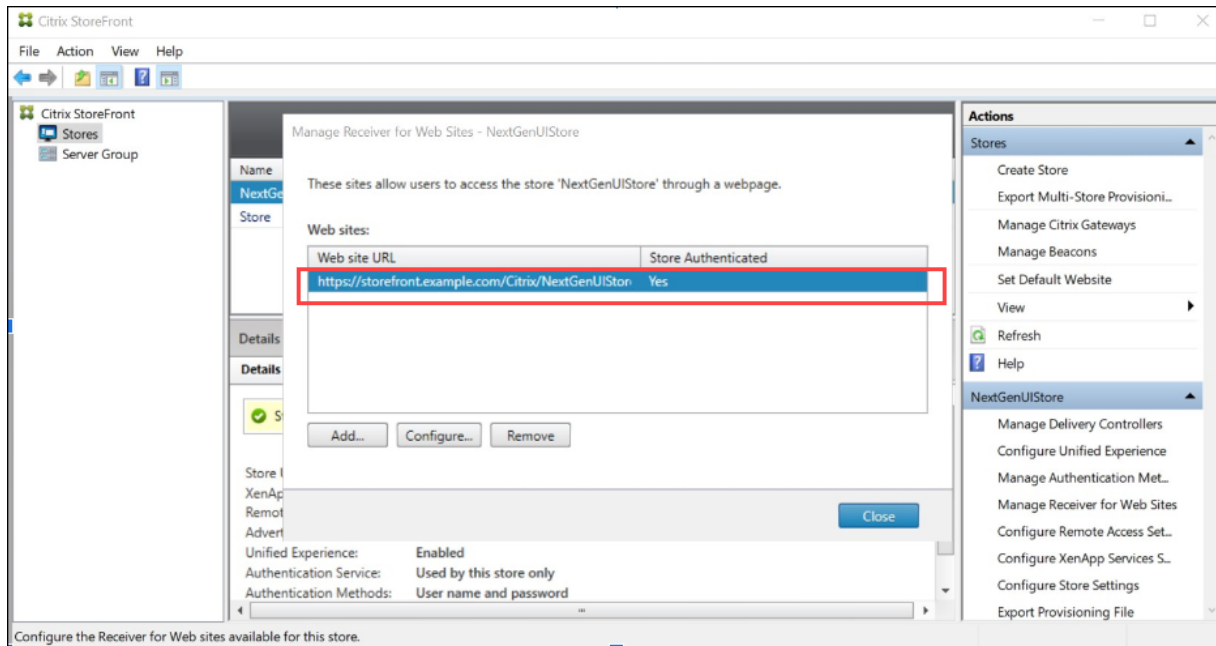 Citrix StoreFront
File Action View Help
Citrix StoreFront
Stores
Server Group
Name
NextGe
Store
Details
Details
S
Store U
XenAp
Remot
Advert
Unified Experience: Enabled
Authentication Service: Used by this store only
Authentication Methods: User name and password
Manage Receiver for Web Sites - NextGenUIStore
These sites allow users to access the store 'NextGenUIStore' through a webpage.
Web sites:
Web site URL Store Authenticated
https://storefront.example.com/Citrix/NextGenUIStor Yes
Add... Configure... Remove
Close
Actions
Stores
Create Store
Export Multi-Store Provisioni...
Manage Citrix Gateways
Manage Beacons
Set Default Website
View
Refresh
Help
NextGenUIStore
Manage Delivery Controllers
Configure Unified Experience
Manage Authentication Met...
Manage Receiver for Web Sites
Configure Remote Access Set...
Configure XenApp Services S...
Configure Store Settings
Export Provisioning File
Configure the Receiver for Web sites available for this store.